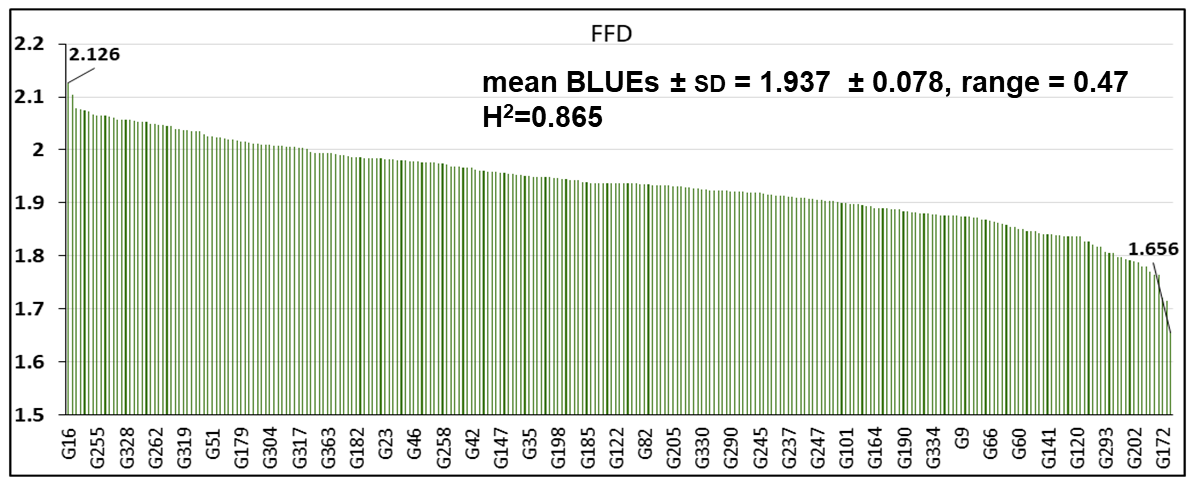 FFD
2.2
2.126
mean BLUEs ± SD = 1.937 ± 0.078, range = 0.47
H²=0.865
2.1
2
1.9
1.8
1.656
1.7
1.6
1.5
G16
G255
G328
G262
G319
G51
G179
G304
G317
G363
G182
G23
G46
G258
G42
G147
G35
G198
G185
G122
G82
G205
G330
G290
G245
G237
G247
G101
G164
G190
G334
G9
G66
G60
G141
G120
G293
G202
G172